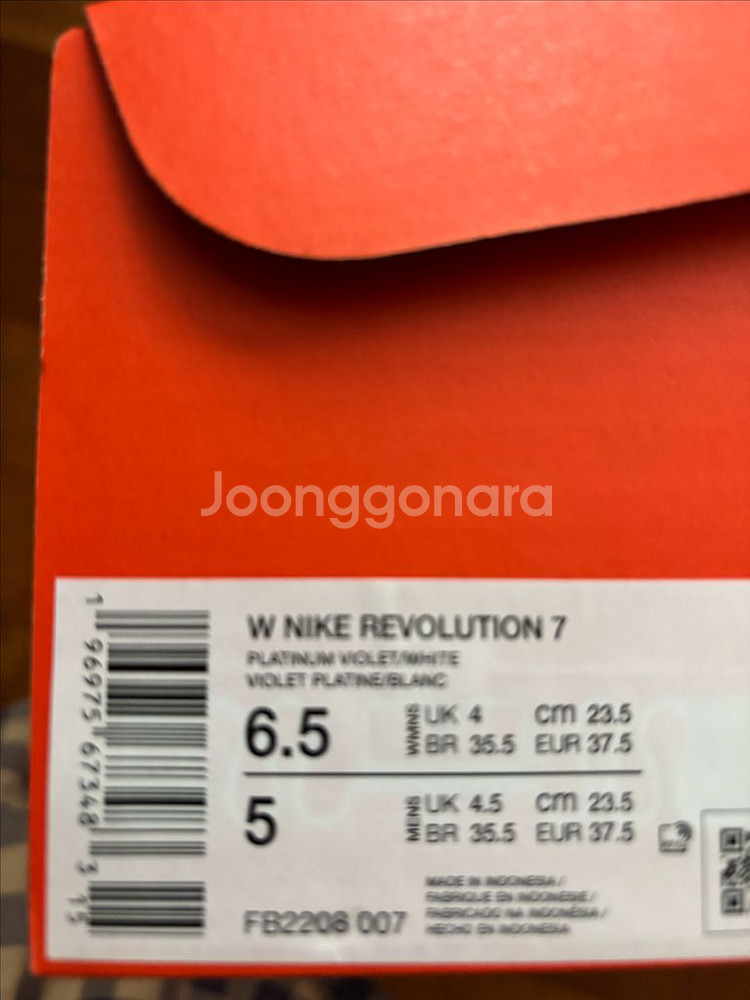 Joonggonara
W NIKE REVOLUTION 7
PLATINUM VIOLET/WHITE
VIOLET PLATINE/BLANC
6.5 WMNS UK 4 cm 23.5
BR 35.5 EUR 37.5
5 MENS UK 4.5 cm 23.5
BR 35.5 EUR 37.5
FB2208 007
MADE IN INDONESIA /
FABRIQUE EN INDONESIE /
FABRICADO NA INDONÉSIA /
HECHO EN INDONESIA
1 96975 67348 3 15